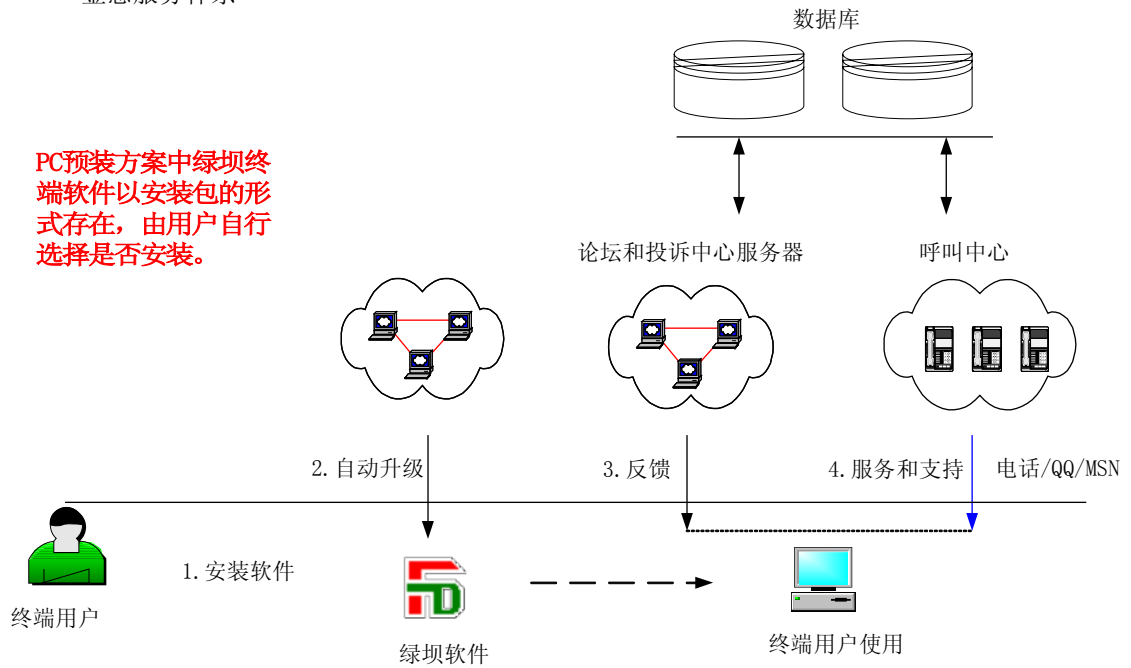 服务体系
数据库
PC预装方案中绿坝终
端软件以安装包的形
式存在，由用户自行
选择是否安装。
论坛和投诉中心服务器
呼叫中心
2.自动升级
3.反馈
4.服务和支持
电话/QQ/MSN
1.安装软件
终端用户
绿坝软件
终端用户使用